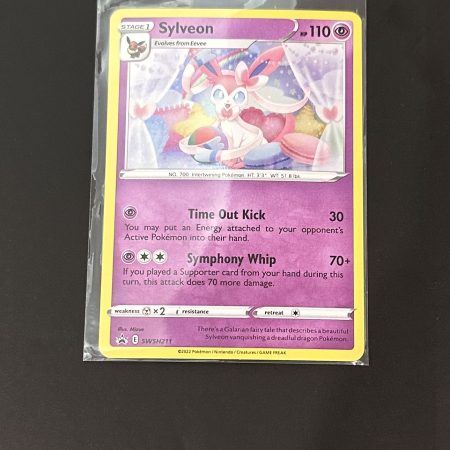 STAGE 1 Sylveon HP 110
Evolves from Eevee
NO. 700 Intertwining Pokémon HT: 3'3" WT: 51.8 lbs.
Time Out Kick 30
You may put an Energy attached to your opponent's
Active Pokémon into their hand.
Symphony Whip 70+
If you played a Supporter card from your hand during this
turn, this attack does 70 more damage.
weakness ×2 resistance retreat
Illus. Miave
There's a Galarian fairy tale that describes a beautiful
Sylveon vanquishing a dreadful dragon Pokémon.
SWSH211
©2022 Pokémon / Nintendo / Creatures / GAME FREAK